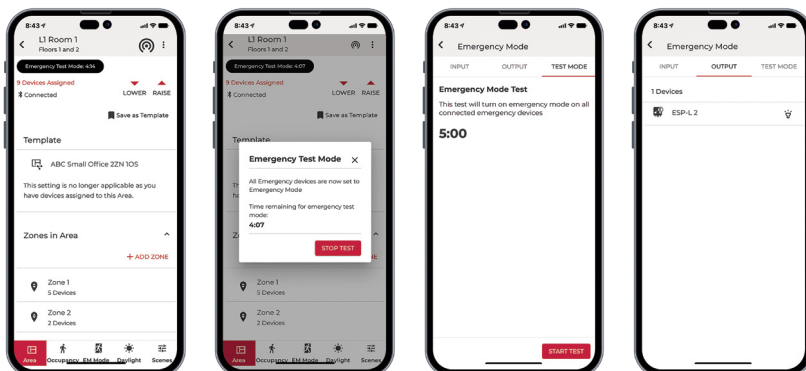 8:43
L1 Room 1
Floors 1 and 2
Emergency Test Mode: 4:14
9 Devices Assigned
Connected
LOWER RAISE
Save as Template
Template
ABC Small Office 2ZN 1OS
This setting is no longer applicable as you
have devices assigned to this Area.
Zones in Area
+ ADD ZONE
Zone 1
5 Devices
Zone 2
2 Devices
Area Occupancy EM Mode Daylight Scenes
8:43
L1 Room 1
Floors 1 and 2
Emergency Test Mode: 4:07
9 Devices Assigned
Connected
LOWER RAISE
Save as Template
Template
Emergency Test Mode
All Emergency devices are now set to
Emergency Mode
Time remaining for emergency test
mode:
4:07
STOP TEST
Zone 1
5 Devices
Zone 2
2 Devices
Area Occupancy EM Mode Daylight Scenes
8:43
Emergency Mode
INPUT OUTPUT TEST MODE
Emergency Mode Test
This test will turn on emergency mode on all
connected emergency devices
5:00
START TEST
8:43
Emergency Mode
INPUT OUTPUT TEST MODE
1 Devices
ESP-L 2